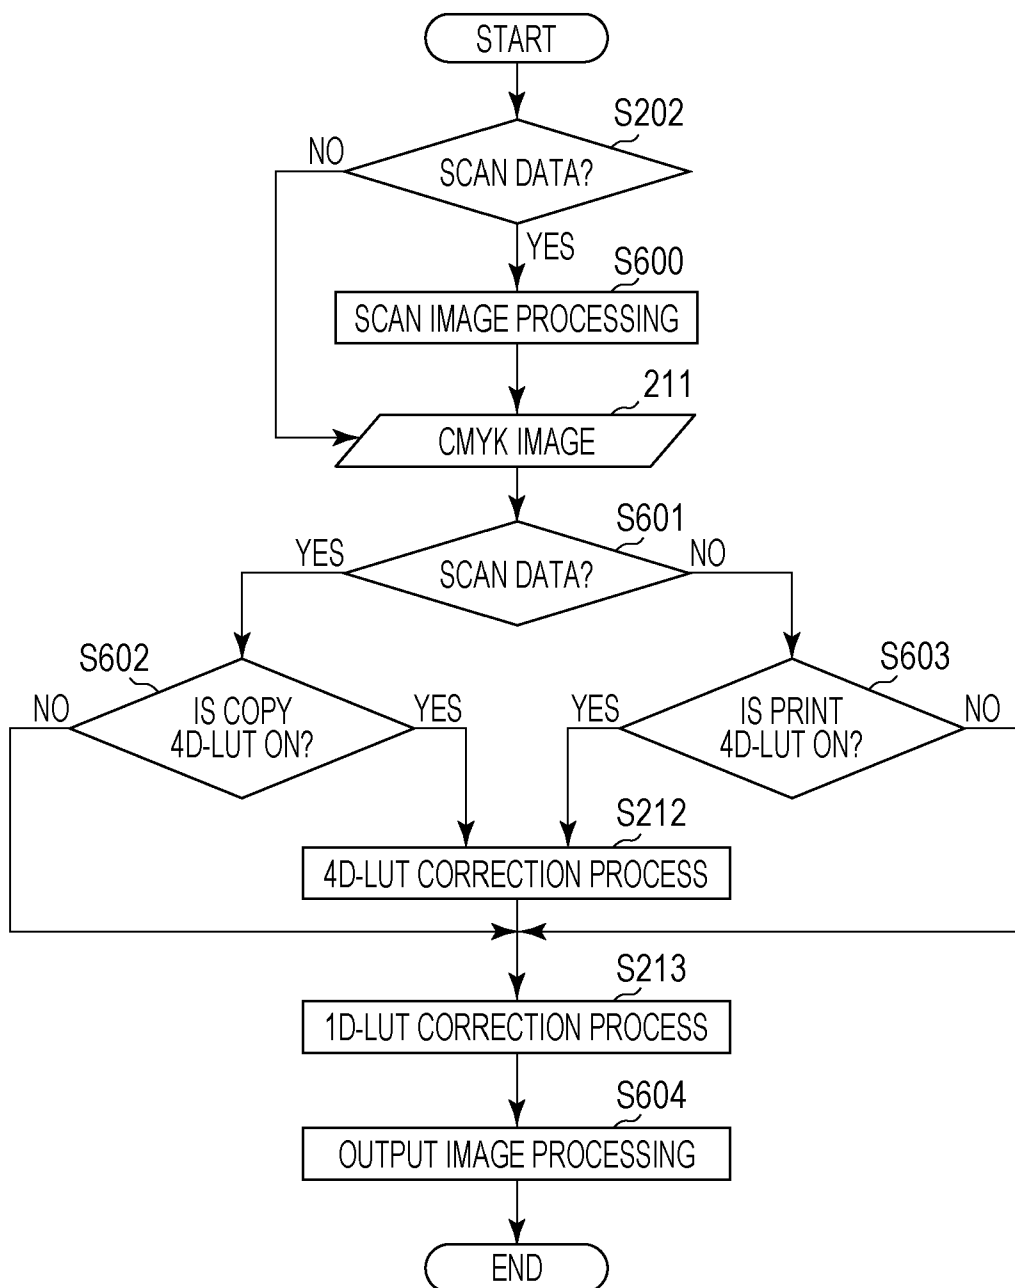 START
S202
NO
SCAN DATA?
YES
S600
SCAN IMAGE PROCESSING
211
CMYK IMAGE
S601
YES
NO
SCAN DATA?
S602
S603
NO
IS COPY
4D-LUT ON?
YES
YES
IS PRINT
4D-LUT ON?
NO
S212
4D-LUT CORRECTION PROCESS
S213
1D-LUT CORRECTION PROCESS
S604
OUTPUT IMAGE PROCESSING
END